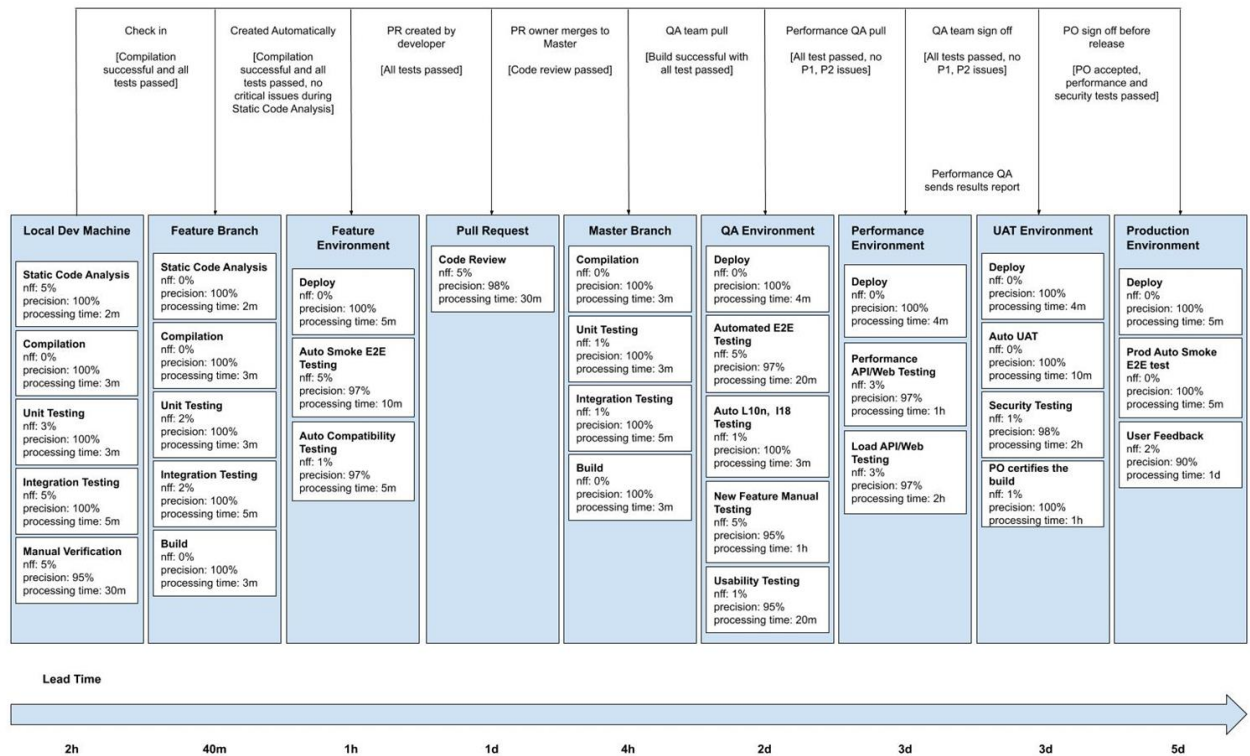 Check in
[Compilation
successful and all
tests passed]
Created Automatically
[Compilation
successful and all
tests passed, no
critical issues during
Static Code Analysis]
PR created by
developer
[All tests passed]
PR owner merges to
Master
[Code review passed]
QA team pull
[Build successful with
all test passed]
Performance QA pull
[All test passed, no
P1, P2 issues]
QA team sign off
[All tests passed, no
P1, P2 issues]
PO sign off before
release
[PO accepted,
performance and
security tests passed]
Performance QA
sends results report
Local Dev Machine
Static Code Analysis
nff: 5%
precision: 100%
processing time: 2m
Compilation
nff: 0%
precision: 100%
processing time: 3m
Unit Testing
nff: 3%
precision: 100%
processing time: 3m
Integration Testing
nff: 5%
precision: 100%
processing time: 5m
Manual Verification
nff: 5%
precision: 95%
processing time: 30m
Feature Branch
Static Code Analysis
nff: 0%
precision: 100%
processing time: 2m
Compilation
nff: 0%
precision: 100%
processing time: 3m
Unit Testing
nff: 2%
precision: 100%
processing time: 3m
Integration Testing
nff: 2%
precision: 100%
processing time: 5m
Build
nff: 0%
precision: 100%
processing time: 3m
Feature
Environment
Deploy
nff: 0%
precision: 100%
processing time: 5m
Auto Smoke E2E
Testing
nff: 5%
precision: 97%
processing time: 10m
Auto Compatibility
Testing
nff: 1%
precision: 97%
processing time: 5m
Pull Request
Code Review
nff: 5%
precision: 98%
processing time: 30m
Master Branch
Compilation
nff: 0%
precision: 100%
processing time: 3m
Unit Testing
nff: 1%
precision: 100%
processing time: 3m
Integration Testing
nff: 1%
precision: 100%
processing time: 5m
Build
nff: 0%
precision: 100%
processing time: 3m
QA Environment
Deploy
nff: 0%
precision: 100%
processing time: 4m
Automated E2E
Testing
nff: 5%
precision: 97%
processing time: 20m
Auto L10n, I18
Testing
nff: 1%
precision: 100%
processing time: 3m
New Feature Manual
Testing
nff: 5%
precision: 95%
processing time: 1h
Usability Testing
nff: 1%
precision: 95%
processing time: 20m
Performance
Environment
Deploy
nff: 0%
precision: 100%
processing time: 4m
Performance
API/Web Testing
nff: 3%
precision: 97%
processing time: 1h
Load API/Web
Testing
nff: 3%
precision: 97%
processing time: 2h
UAT Environment
Deploy
nff: 0%
precision: 100%
processing time: 4m
Auto UAT
nff: 0%
precision: 100%
processing time: 10m
Security Testing
nff: 1%
precision: 98%
processing time: 2h
PO certifies the
build
nff: 1%
precision: 100%
processing time: 1h
Production
Environment
Deploy
nff: 0%
precision: 100%
processing time: 5m
Prod Auto Smoke
E2E test
nff: 0%
precision: 100%
processing time: 5m
User Feedback
nff: 2%
precision: 90%
processing time: 1d
Lead Time
2h
40m
1h
1d
4h
2d
3d
3d
5d